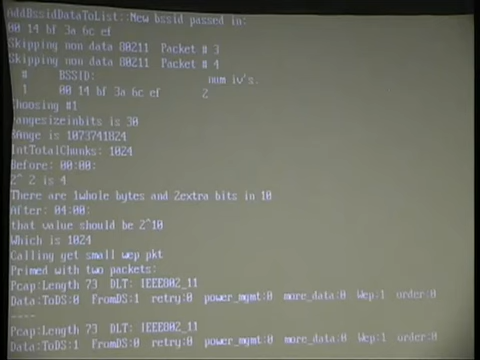 AddBssidDataToList::New bssid passed in:
00 14 bf 3a 6c ef
Skipping non data 80211 Packet # 3
Skipping non data 80211 Packet # 4
# BSSID: num iv's.
1 00 14 bf 3a 6c ef 2
Choosing #1
rangesizeinbits is 30
RAnge is 1073741824
IntTotalChunks: 1024
Before: 00:00:
2^ 2 is 4
There are 1whole bytes and 2extra bits in 10
After: 04:00:
that value should be 2^10
Which is 1024
Calling get small wep pkt
Primed with two packets:
Pcap:Length 73 DLT: IEEE802_11
Data:ToDS:0 FromDS:1 retry:0 power_mgmt:0 more_data:0 Wep:1 order:0
----
Pcap:Length 73 DLT: IEEE802_11
Data:ToDS:1 FromDS:0 retry:0 power_mgmt:0 more_data:0 Wep:1 order:0